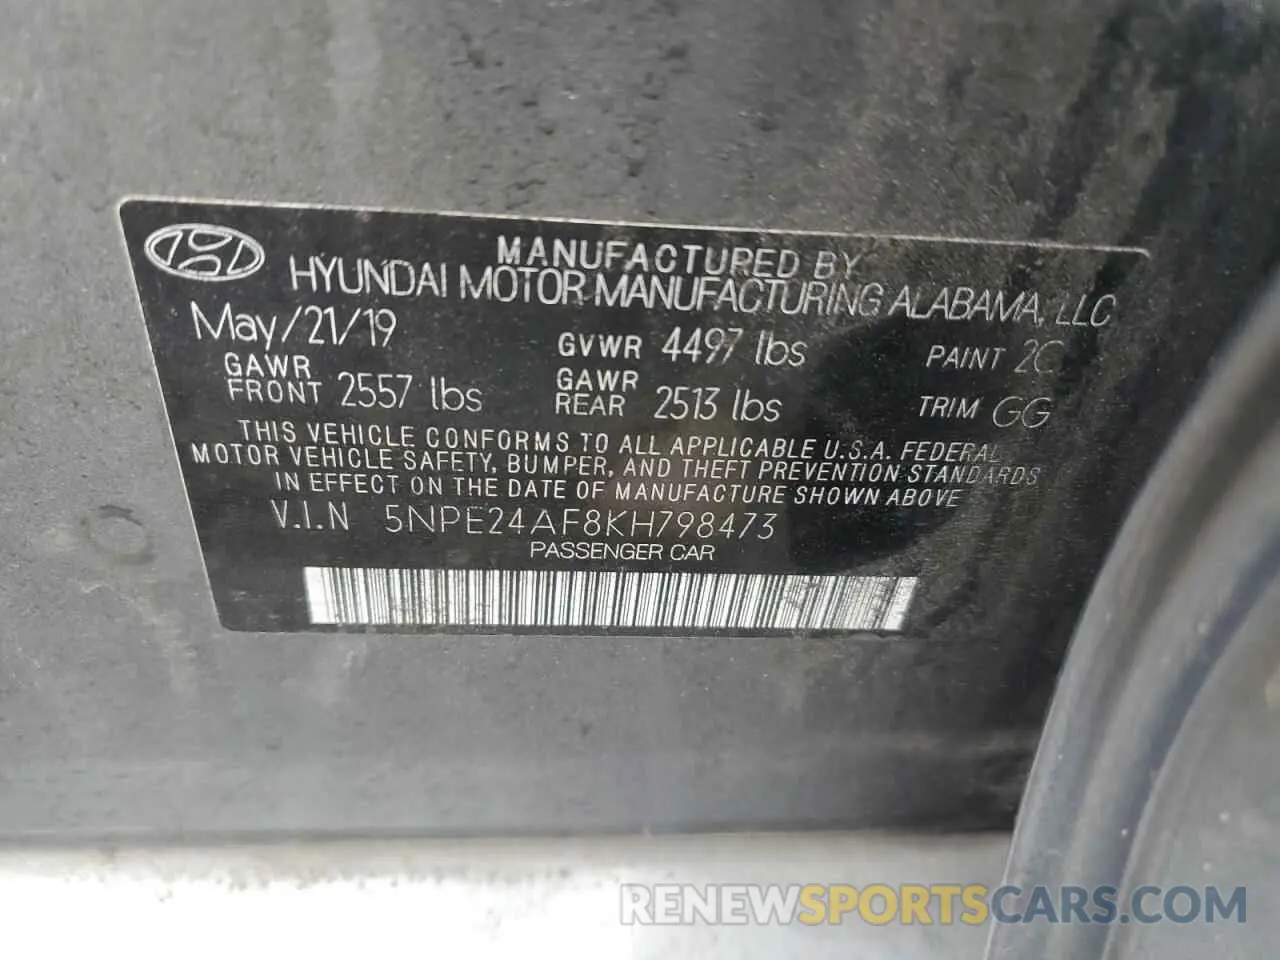 MANUFACTURED BY
HYUNDAI MOTOR MANUFACTURING ALABAMA, LLC
May/21/19 GVWR 4497 lbs PAINT 2C
GAWR FRONT 2557 lbs GAWR REAR 2513 lbs TRIM GG
THIS VEHICLE CONFORMS TO ALL APPLICABLE U.S.A. FEDERAL
MOTOR VEHICLE SAFETY, BUMPER, AND THEFT PREVENTION STANDARDS
IN EFFECT ON THE DATE OF MANUFACTURE SHOWN ABOVE
V.I.N 5NPE24AF8KH798473
PASSENGER CAR
RENEWSPORTSCARS.COM